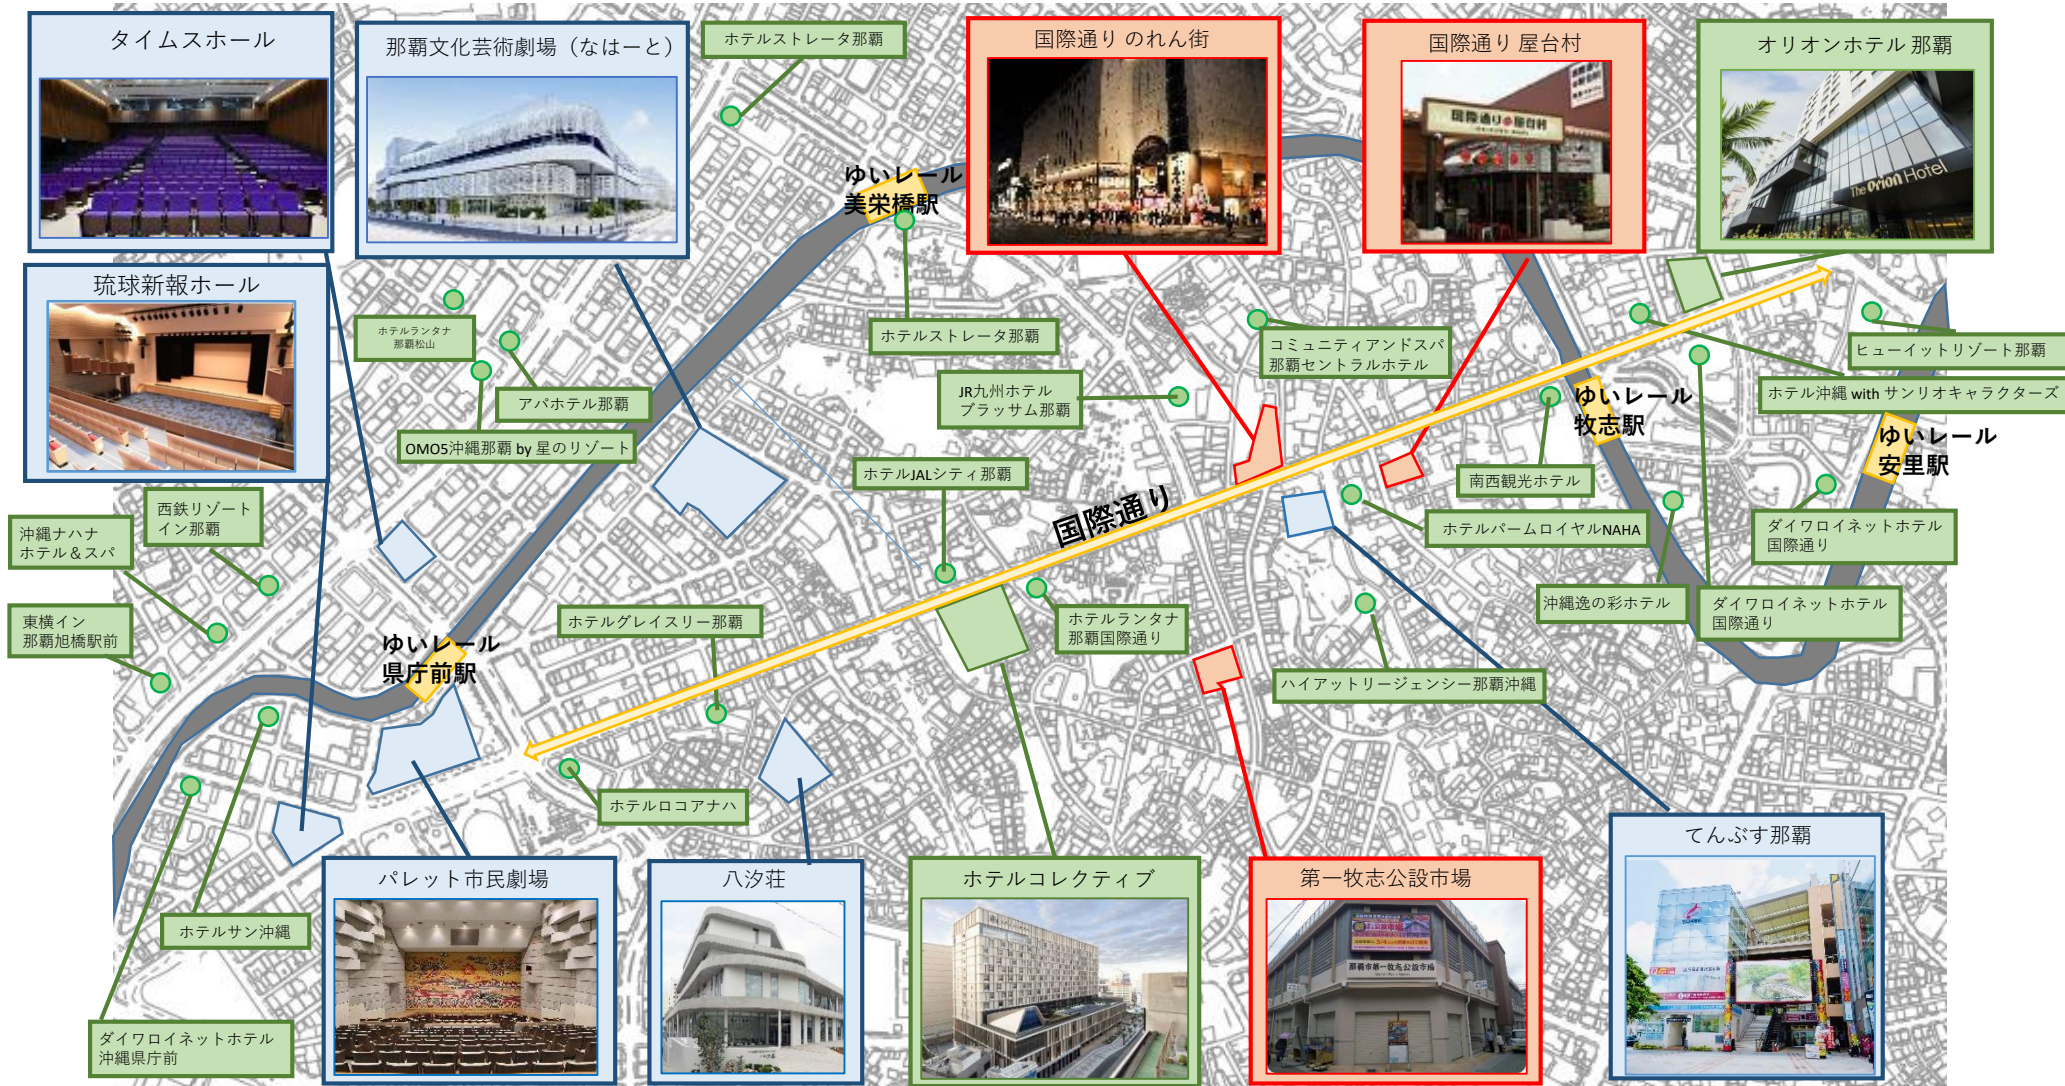 タイムスホール
那覇文化芸術劇場（なはーと）
ホテルストレータ那覇
国際通り のれん街
国際通り 屋台村
国際通り 屋台村
オリオンホテル 那覇
The Orion Hotel
ゆいレール
美栄橋駅
琉球新報ホール
ホテルランタナ
那覇松山
アパホテル那覇
OMO5沖縄那覇 by 星のリゾート
ホテルストレータ那覇
JR九州ホテル
ブラッサム那覇
コミュニティアンドスパ
那覇セントラルホテル
ヒューイットリゾート那覇
ホテル沖縄 with サンリオキャラクターズ
ゆいレール
牧志駅
ゆいレール
安里駅
西鉄リゾート
イン那覇
沖縄ナハナ
ホテル＆スパ
東横イン
那覇旭橋駅前
ホテルJALシティ那覇
国際通り
南西観光ホテル
ホテルパームロイヤルNAHA
ダイワロイネットホテル
国際通り
沖縄逸の彩ホテル
ダイワロイネットホテル
国際通り
ゆいレール
県庁前駅
ホテルグレイスリー那覇
ホテルランタナ
那覇国際通り
ハイアットリージェンシー那覇沖縄
ホテルロコアナハ
ホテルサン沖縄
ダイワロイネットホテル
沖縄県庁前
パレット市民劇場
八汐荘
ホテルコレクティブ
第一牧志公設市場
那覇市第一牧志公設市場
てんぶす那覇